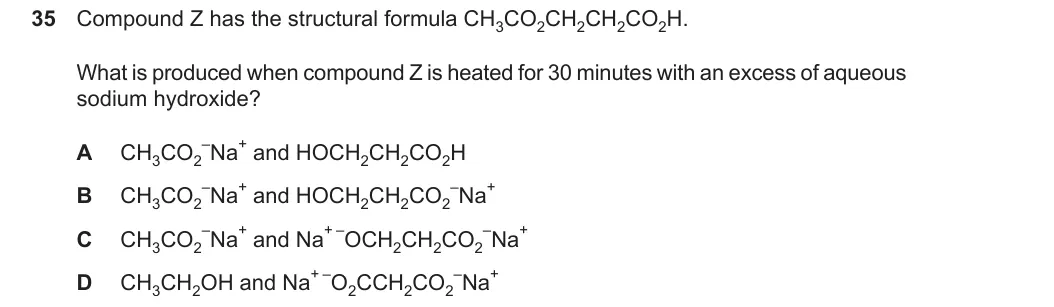 35 Compound Z has the structural formula CH₃CO₂CH₂CH₂CO₂H.
What is produced when compound Z is heated for 30 minutes with an excess of aqueous
sodium hydroxide?
A CH₃CO₂⁻Na⁺ and HOCH₂CH₂CO₂H
B CH₃CO₂⁻Na⁺ and HOCH₂CH₂CO₂⁻Na⁺
C CH₃CO₂⁻Na⁺ and Na⁺⁻OCH₂CH₂CO₂⁻Na⁺
D CH₃CH₂OH and Na⁺⁻O₂CCH₂CO₂⁻Na⁺